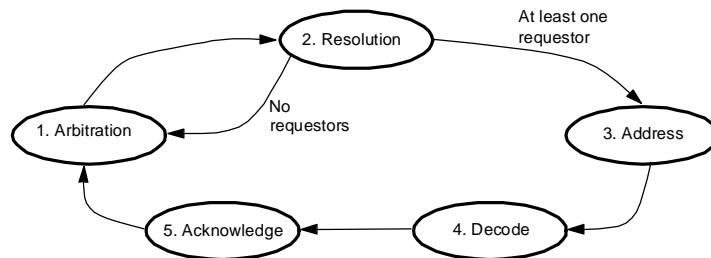 At least one
requestor
2. Resolution
No
requestors
1. Arbitration
3. Address
5. Acknowledge
4. Decode